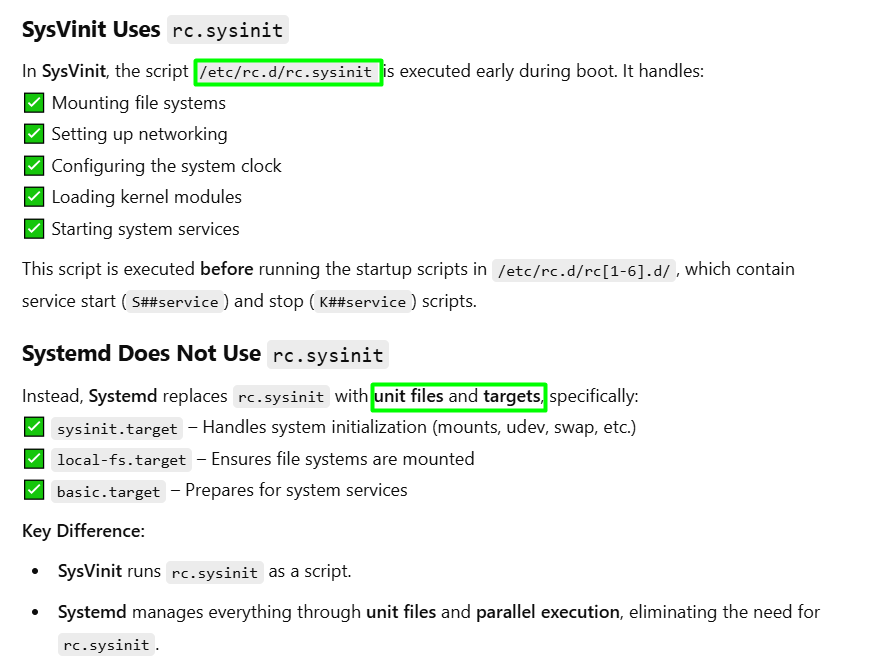 SysVinit Uses rc.sysinit
In SysVinit, the script /etc/rc.d/rc.sysinit is executed early during boot. It handles:
✅ Mounting file systems
✅ Setting up networking
✅ Configuring the system clock
✅ Loading kernel modules
✅ Starting system services
This script is executed before running the startup scripts in /etc/rc.d/rc[1-6].d/, which contain
service start (S##service) and stop (K##service) scripts.
Systemd Does Not Use rc.sysinit
Instead, Systemd replaces rc.sysinit with unit files and targets, specifically:
✅ sysinit.target – Handles system initialization (mounts, udev, swap, etc.)
✅ local-fs.target – Ensures file systems are mounted
✅ basic.target – Prepares for system services
Key Difference:
• SysVinit runs rc.sysinit as a script.
• Systemd manages everything through unit files and parallel execution, eliminating the need for
rc.sysinit.